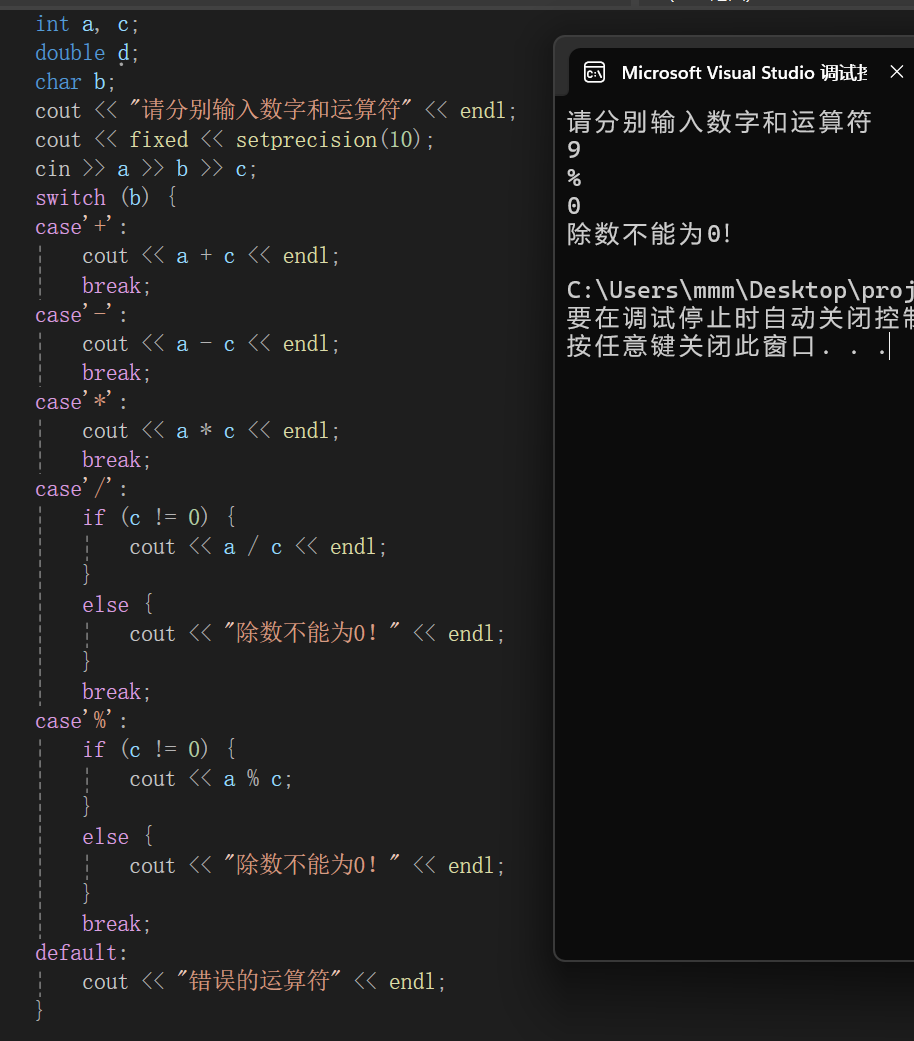 int a, c;
double d;
char b;
cout << "请分别输入数字和运算符" << endl;
cout << fixed << setprecision(10);
cin >> a >> b >> c;
switch (b) {
case'+':
cout << a + c << endl;
break;
case'-':
cout << a - c << endl;
break;
case'*':
cout << a * c << endl;
break;
case'/':
if (c != 0) {
cout << a / c << endl;
}
else {
cout << "除数不能为0！" << endl;
}
break;
case'%':
if (c != 0) {
cout << a % c;
}
else {
cout << "除数不能为0！" << endl;
}
break;
default:
cout << "错误的运算符" << endl;
}
Microsoft Visual Studio 调试
请分别输入数字和运算符
9
%
0
除数不能为0!
C:\Users\mmm\Desktop\proj
要在调试停止时自动关闭控
按任意键关闭此窗口. . .